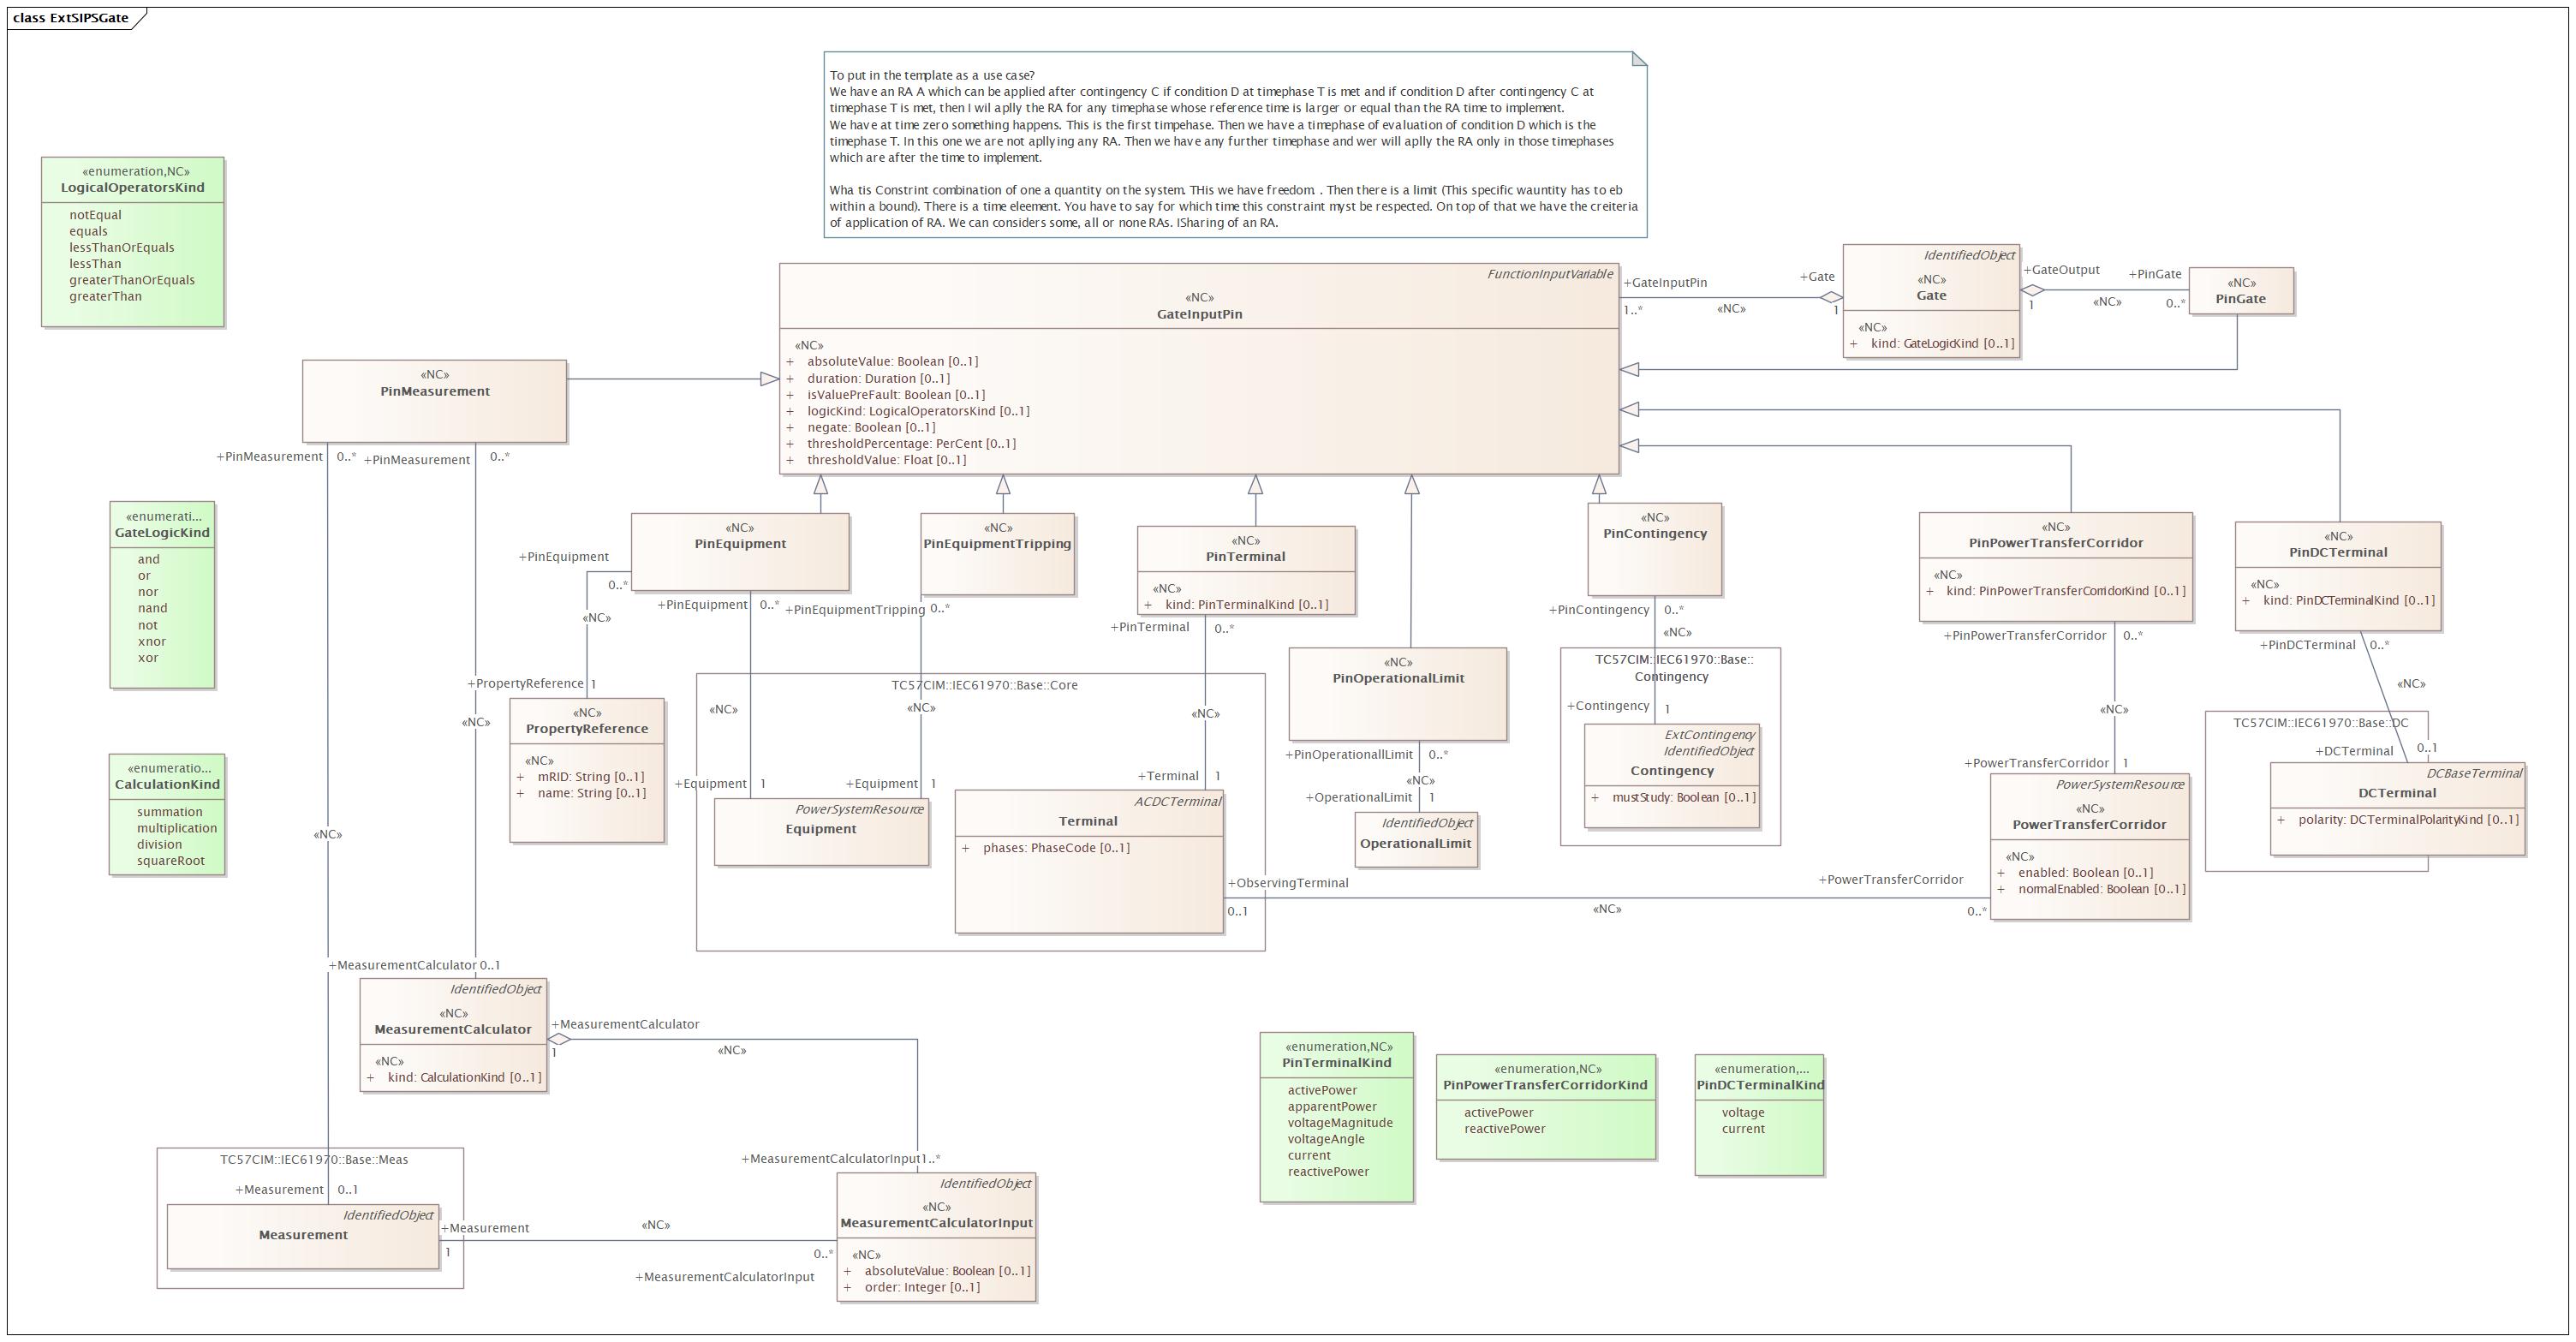 class ExtSIPSGate
To put in the template as a use case?
We have an RA A which can be applied after contingency C if condition D at timephase T is met and if condition D after contingency C at
timephase T is met, then I wil aplly the RA for any timephase whose reference time is larger or equal than the RA time to implement.
We have at time zero something happens. This is the first timpehase. Then we have a timephase of evaluation of condition D which is the
timephase T. In this one we are not apllying any RA. Then we have any further timephase and wer will aplly the RA only in those timephases
which are after the time to implement.
Wha tis Constrint combination of one a quantity on the system. THis we have freedom. . Then there is a limit (This specific wauntity has to eb
within a bound). There is a time eleement. You have to say for which time this constraint myst be respected. On top of that we have the creiteria
of application of RA. We can considers some, all or none RAs. ISharing of an RA.
«enumeration,NC»
LogicalOperatorsKind
notEqual
equals
lessThanOrEquals
lessThan
greaterThanOrEquals
greaterThan
FunctionInputVariable
«NC»
GateInputPin
«NC»
+ absoluteValue: Boolean [0..1]
+ duration: Duration [0..1]
+ isValuePreFault: Boolean [0..1]
+ logicKind: LogicalOperatorsKind [0..1]
+ negate: Boolean [0..1]
+ thresholdPercentage: PerCent [0..1]
+ thresholdValue: Float [0..1]
+GateInputPin
1..*
«NC»
+Gate
1
IdentifiedObject
«NC»
Gate
«NC»
+ kind: GateLogicKind [0..1]
+GateOutput
1
«NC»
+PinGate
0..*
«NC»
PinGate
«NC»
PinMeasurement
+PinMeasurement 0..*
+PinMeasurement 0..*
«enumerati...
GateLogicKind
and
or
nor
nand
not
xnor
xor
«NC»
PinEquipment
+PinEquipment
0..*
«NC»
+PinEquipment 0..*
«NC»
PinEquipmentTripping
+PinEquipmentTripping 0..*
«NC»
PinTerminal
«NC»
+ kind: PinTerminalKind [0..1]
+PinTerminal 0..*
«NC»
PinOperationalLimit
+PinOperationallLimit 0..*
«NC»
+OperationalLimit 1
IdentifiedObject
OperationalLimit
«NC»
PinContingency
+PinContingency 0..*
«NC»
TC57CIM::IEC61970::Base::
Contingency
+Contingency 1
ExtContingency
IdentifiedObject
Contingency
+ mustStudy: Boolean [0..1]
«NC»
PinPowerTransferCorridor
«NC»
+ kind: PinPowerTransferCorridorKind [0..1]
+PinPowerTransferCorridor 0..*
«NC»
+PowerTransferCorridor 1
PowerSystemResource
«NC»
PowerTransferCorridor
«NC»
+ enabled: Boolean [0..1]
+ normalEnabled: Boolean [0..1]
«NC»
PinDCTerminal
«NC»
+ kind: PinDCTerminalKind [0..1]
+PinDCTerminal 0..*
«NC»
TC57CIM::IEC61970::Base::DC
+DCTerminal 0..1
DCBaseTerminal
DCTerminal
+ polarity: DCTerminalPolarityKind [0..1]
+PropertyReference 1
«NC»
PropertyReference
«NC»
+ mRID: String [0..1]
+ name: String [0..1]
«NC»
TC57CIM::IEC61970::Base::Core
«NC»
«NC»
«NC»
+Equipment 1
+Equipment 1
PowerSystemResource
Equipment
+Terminal 1
ACDCTerminal
Terminal
+ phases: PhaseCode [0..1]
+ObservingTerminal
0..1
«NC»
+PowerTransferCorridor
0..*
«enumeratio...
CalculationKind
summation
multiplication
division
squareRoot
«NC»
+MeasurementCalculator 0..1
IdentifiedObject
«NC»
MeasurementCalculator
«NC»
+ kind: CalculationKind [0..1]
+MeasurementCalculator
1
«NC»
+MeasurementCalculatorInput 1..*
IdentifiedObject
«NC»
MeasurementCalculatorInput
«NC»
+ absoluteValue: Boolean [0..1]
+ order: Integer [0..1]
TC57CIM::IEC61970::Base::Meas
+Measurement 0..1
IdentifiedObject
Measurement
+Measurement
1
«NC»
0..*
+MeasurementCalculatorInput
«enumeration,NC»
PinTerminalKind
activePower
apparentPower
voltageMagnitude
voltageAngle
current
reactivePower
«enumeration,NC»
PinPowerTransferCorridorKind
activePower
reactivePower
«enumeration,...
PinDCTerminalKind
voltage
current